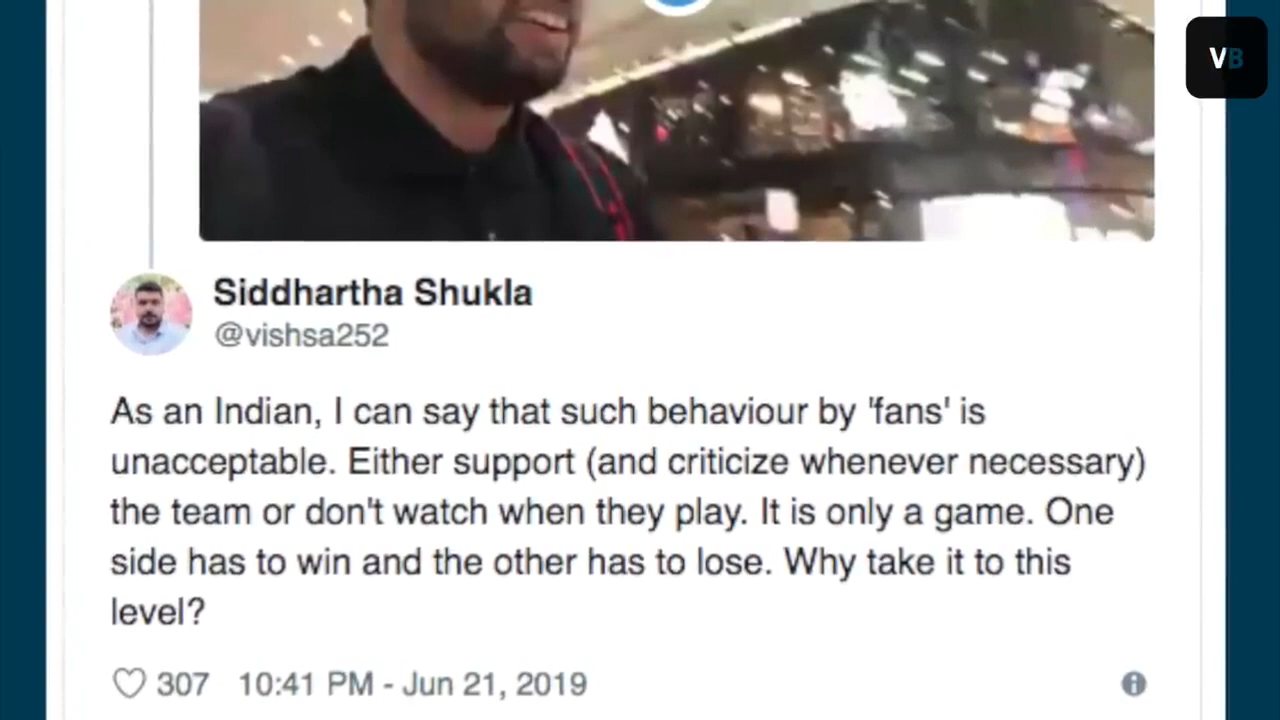 VB
Siddhartha Shukla
@vishsa252
As an Indian, I can say that such behaviour by 'fans' is
unacceptable. Either support (and criticize whenever necessary)
the team or don't watch when they play. It is only a game. One
side has to win and the other has to lose. Why take it to this
level?
307 10:41 PM - Jun 21, 2019